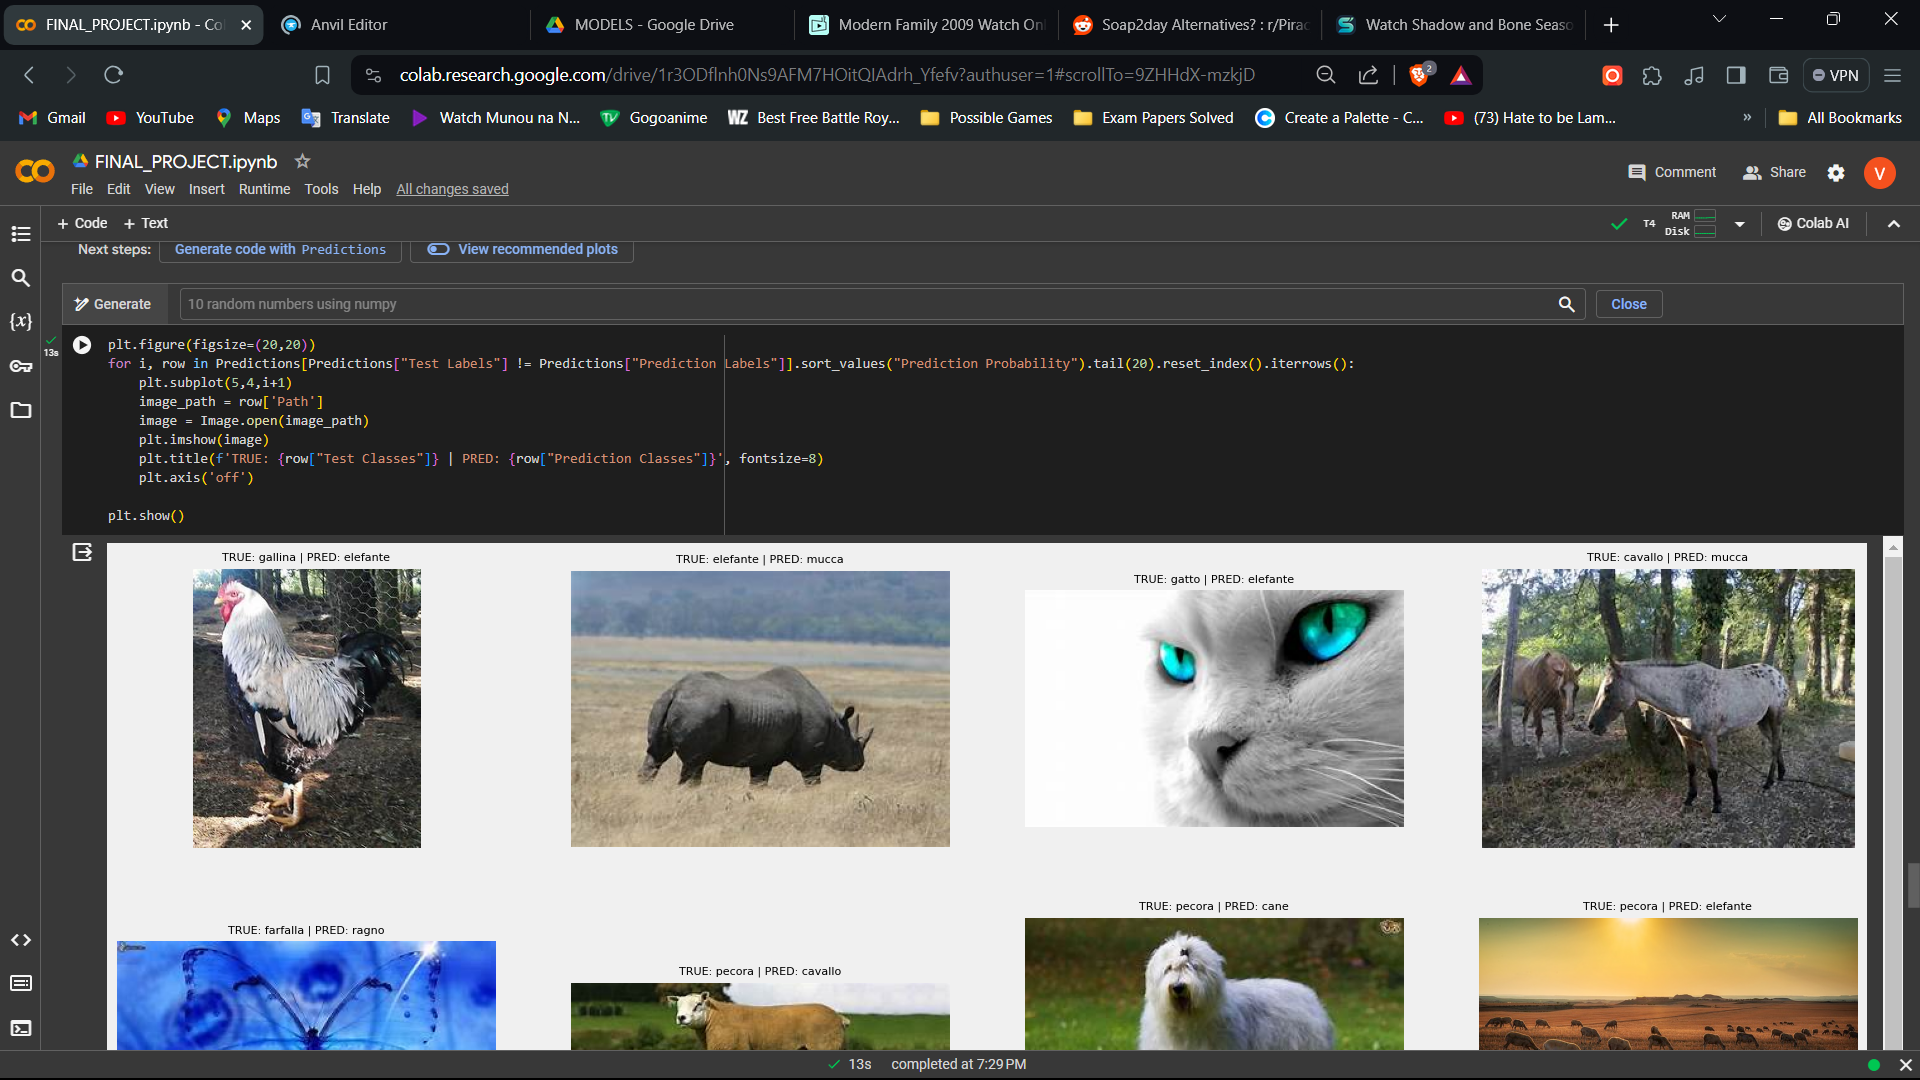 FINAL_PROJECT.ipynb - Co
Anvil Editor
MODELS - Google Drive
Modern Family 2009 Watch Onl
Soap2day Alternatives? : r/Pirac
Watch Shadow and Bone Seaso
colab.research.google.com/drive/1r3ODflnh0Ns9AFM7HOitQIAdrh_Yfefv?authuser=1#scrollTo=9ZHHdX-mzkjD
2
VPN
Gmail
YouTube
Maps
Translate
Watch Munou na N...
Gogoanime
Best Free Battle Roy...
Possible Games
Exam Papers Solved
Create a Palette - C...
(73) Hate to be Lam...
»
All Bookmarks
FINAL_PROJECT.ipynb
File Edit View Insert Runtime Tools Help All changes saved
Comment
Share
V
+ Code + Text
T4
RAM
Disk
Colab AI
Next steps:
Generate code with Predictions
View recommended plots
Generate
10 random numbers using numpy
Close
13s
plt.figure(figsize=(20,20))
for i, row in Predictions[Predictions["Test Labels"] != Predictions["Prediction Labels"]].sort_values("Prediction Probability").tail(20).reset_index().iterrows():
plt.subplot(5,4,i+1)
image_path = row['Path']
image = Image.open(image_path)
plt.imshow(image)
plt.title(f'TRUE: {row["Test Classes"]} | PRED: {row["Prediction Classes"]}', fontsize=8)
plt.axis('off')
plt.show()
TRUE: gallina | PRED: elefante
TRUE: elefante | PRED: mucca
TRUE: gatto | PRED: elefante
TRUE: cavallo | PRED: mucca
TRUE: farfalla | PRED: ragno
TRUE: pecora | PRED: cavallo
TRUE: pecora | PRED: cane
TRUE: pecora | PRED: elefante
13s completed at 7:29 PM